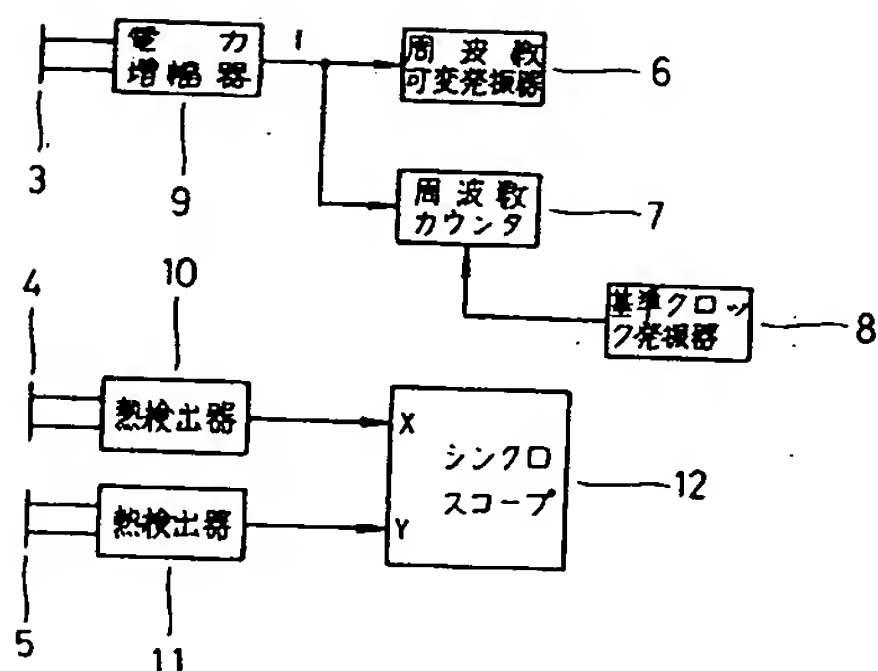 電力
増幅器
I
周波数
可変発振器
6
3
9
周波数
カウンタ
7
基準クロッ
ク発振器
8
4
10
熱検出器
X
シンクロ
スコープ
12
熱検出器
Y
5
11